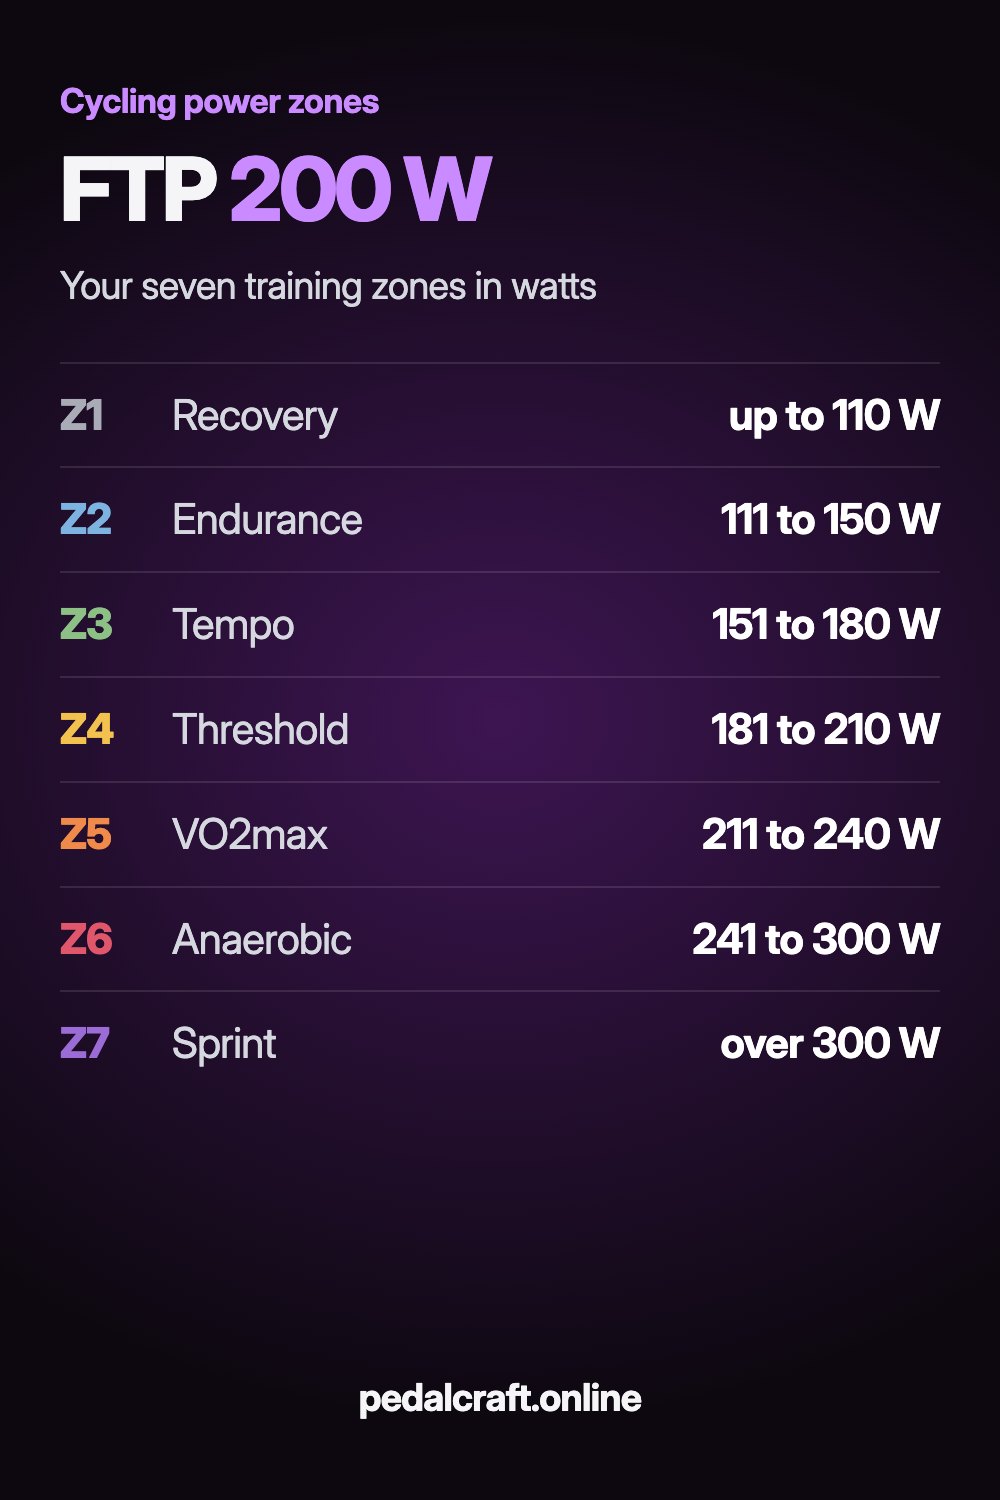 Cycling power zones
FTP 200 W
Your seven training zones in watts
Z1 Recovery up to 110 W
Z2 Endurance 111 to 150 W
Z3 Tempo 151 to 180 W
Z4 Threshold 181 to 210 W
Z5 VO2max 211 to 240 W
Z6 Anaerobic 241 to 300 W
Z7 Sprint over 300 W
pedalcraft.online